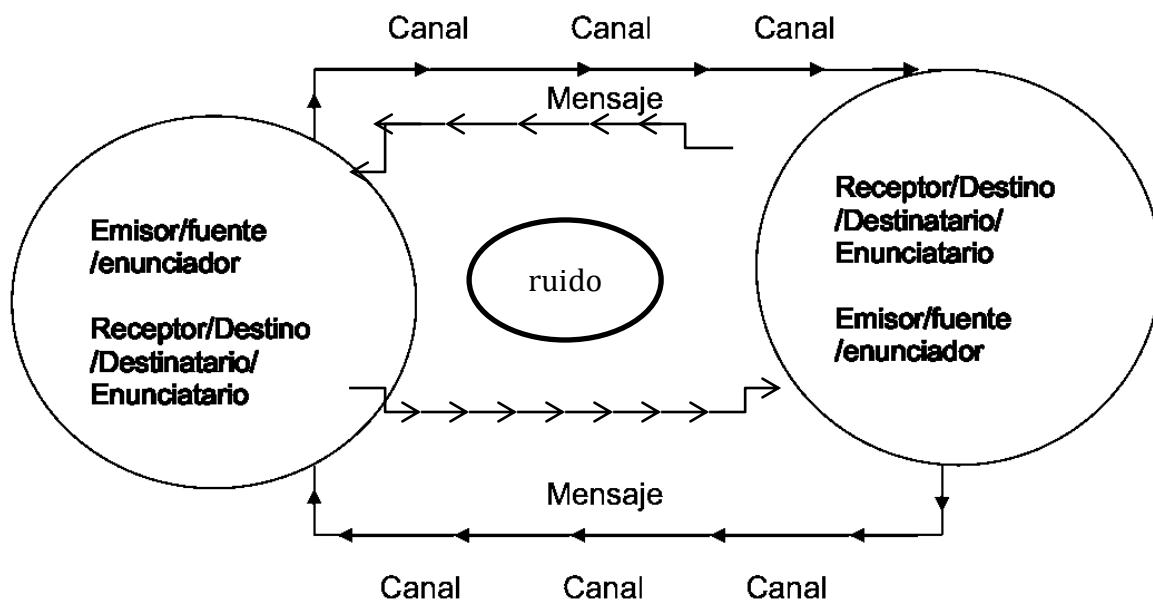 Canal Canal Canal
Mensaje
Emisor/fuente
/enunciador
Receptor/Destino
/Destinatario/
Enunciatario
ruido
Receptor/Destino
/Destinatario/
Enunciatario
Emisor/fuente
/enunciador
Mensaje
Canal Canal Canal